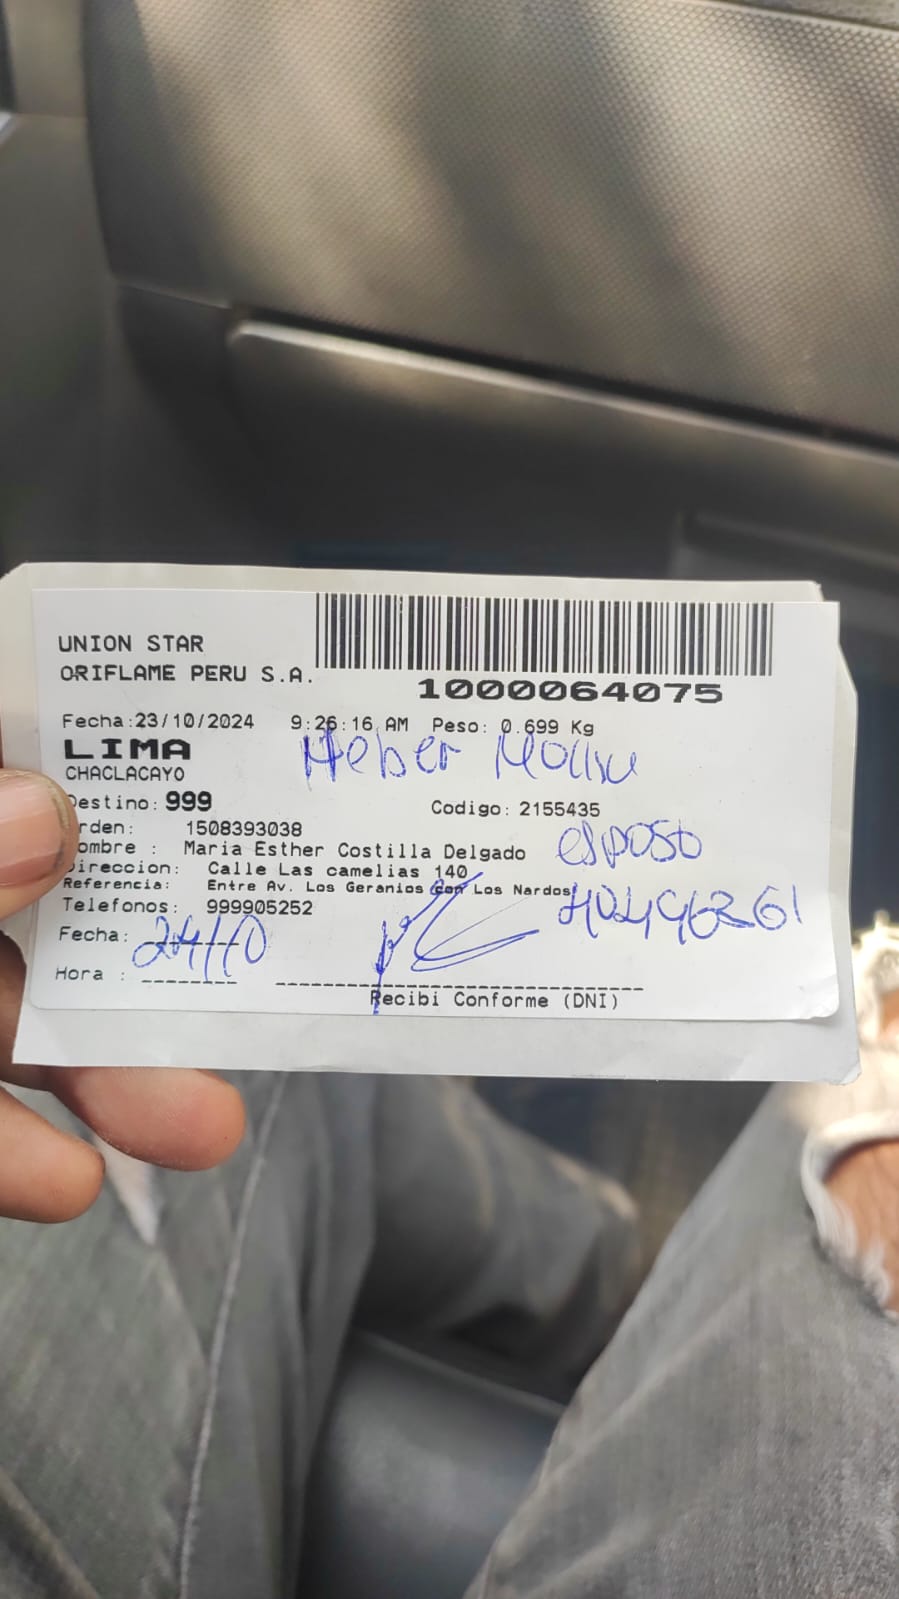 UNION STAR
ORIFLAME PERU S.A.
1000064075
Fecha:23/10/2024 9:26:16 AM Peso: 0.699 Kg
LIMA
Heber
CHACLACAYO
Destino: 999 Codigo: 2155435
rden: 1508393038
ombre : Maria Esther Costilla Delgado esposo
ireccion: Calle Las camelias 140
Referencia: Entre Av. Los Geranios con Los Nardos
Telefonos: 999905252
Fecha: 24/10
Hora :
Recibi Conforme (DNI)